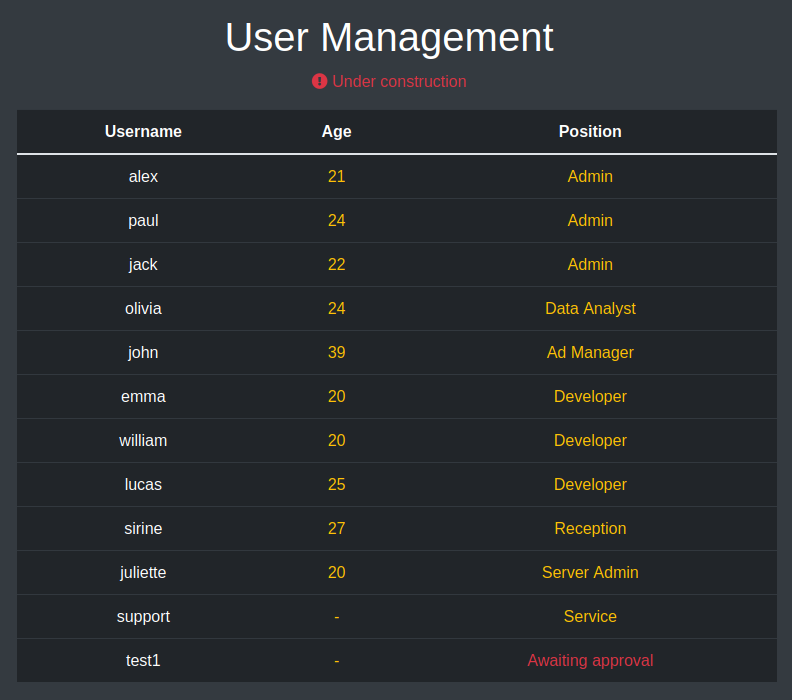 User Management
Under construction
Username Age Position
alex 21 Admin
paul 24 Admin
jack 22 Admin
olivia 24 Data Analyst
john 39 Ad Manager
emma 20 Developer
william 20 Developer
lucas 25 Developer
sirine 27 Reception
juliette 20 Server Admin
support - Service
test1 - Awaiting approval